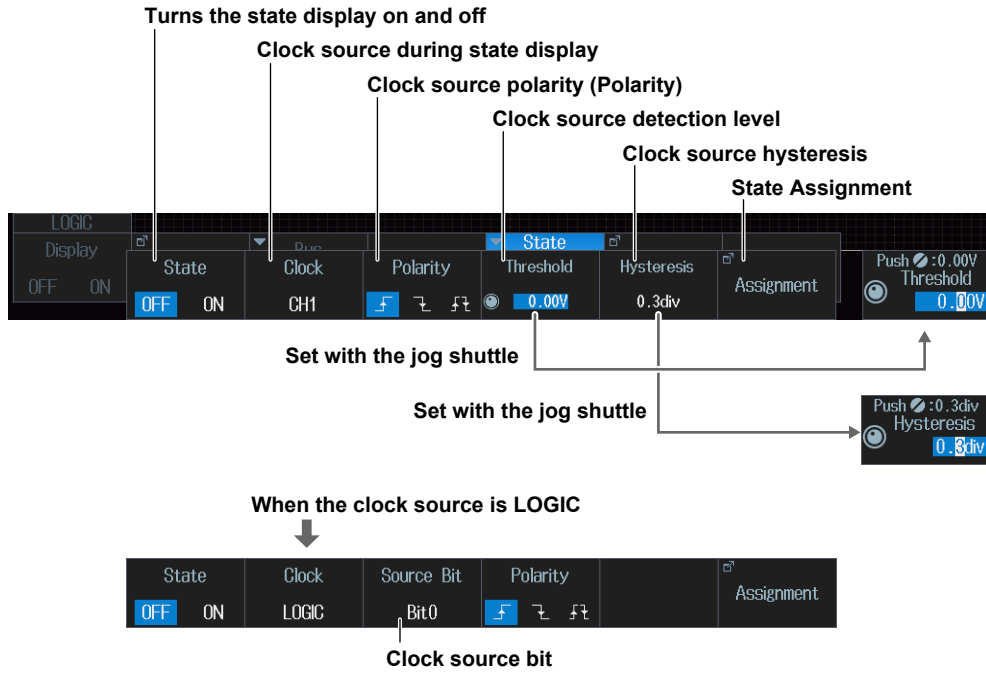 Turns the state display on and off
Clock source during state display
Clock source polarity (Polarity)
Clock source detection level
Clock source hysteresis
State Assignment
LOGIC
Display
OFF ON
Bus
State
State
OFF ON
Clock
CH1
Polarity
Threshold
0.00V
Hysteresis
0.3div
Assignment
Push :0.00V
Threshold
0.00V
Set with the jog shuttle
Set with the jog shuttle
Push :0.3div
Hysteresis
0.3div
When the clock source is LOGIC
State
OFF ON
Clock
LOGIC
Source Bit
Bit0
Polarity
Assignment
Clock source bit